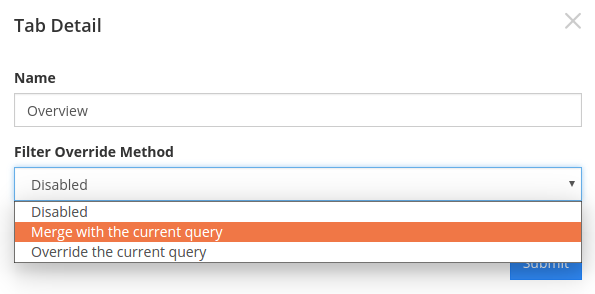 Tab Detail
Name
Overview
Filter Override Method
Disabled
Disabled
Merge with the current query
Override the current query
Submit